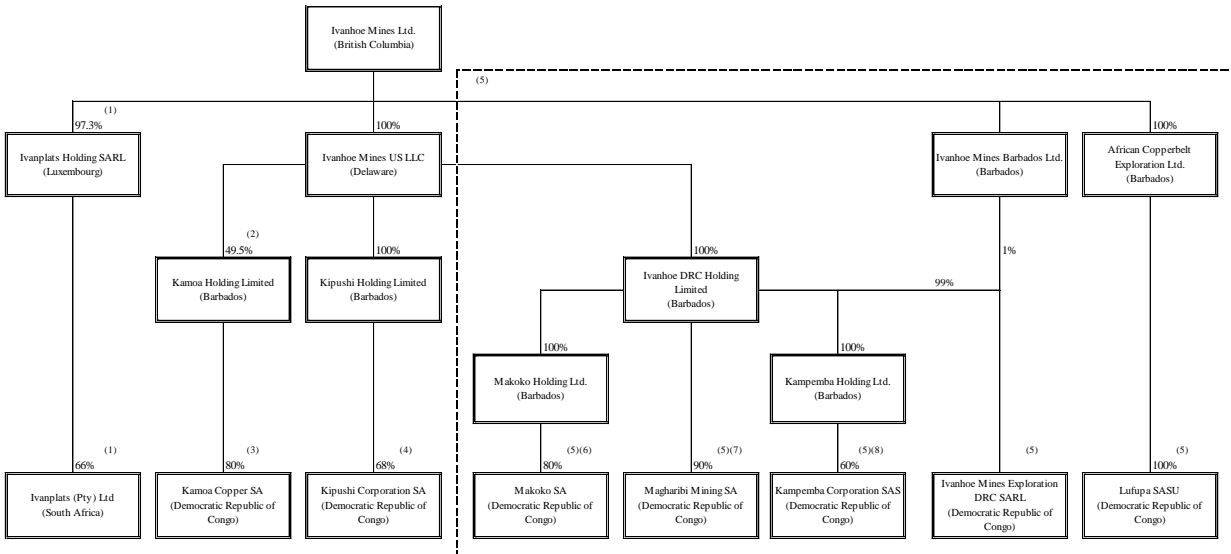 Ivanhoe Mines Ltd.
(British Columbia)
(5)
(1)
97.3%
100%
100%
Ivanplats Holding SARL
(Luxembourg)
Ivanhoe Mines US LLC
(Delaware)
Ivanhoe Mines Barbados Ltd.
(Barbados)
African Copperbelt
Exploration Ltd.
(Barbados)
(2)
49.5%
100%
100%
1%
Kamoa Holding Limited
(Barbados)
Kipushi Holding Limited
(Barbados)
Ivanhoe DRC Holding
Limited
(Barbados)
99%
100%
100%
Makoko Holding Ltd.
(Barbados)
Kampemba Holding Ltd.
(Barbados)
(1)
66%
(3)
80%
(4)
68%
(5)(6)
80%
(5)(7)
90%
(5)(8)
60%
(5)
(5)
100%
Ivanplats (Pty) Ltd
(South Africa)
Kamoa Copper SA
(Democratic Republic of
Congo)
Kipushi Corporation SA
(Democratic Republic of
Congo)
Makoko SA
(Democratic Republic of
Congo)
Magharibi Mining SA
(Democratic Republic of
Congo)
Kampemba Corporation SAS
(Democratic Republic of
Congo)
Ivanhoe Mines Exploration
DRC SARL
(Democratic Republic of
Congo)
Lufupa SASU
(Democratic Republic of
Congo)